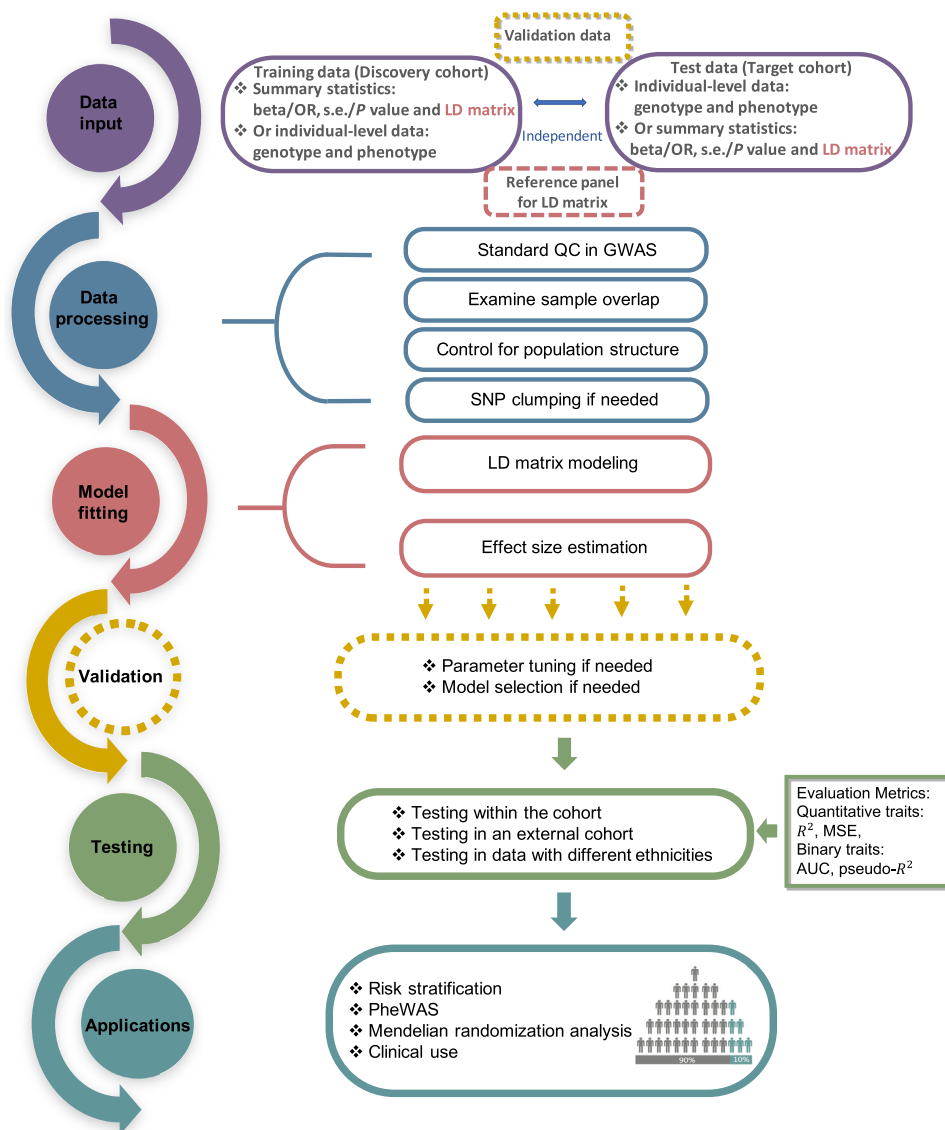 Data
input
Validation data
Training data (Discovery cohort)
❖ Summary statistics:
beta/OR, s.e./P value and LD matrix
❖ Or individual-level data:
genotype and phenotype
Independent
Test data (Target cohort)
❖ Individual-level data:
genotype and phenotype
❖ Or summary statistics:
beta/OR, s.e./P value and LD matrix
Reference panel
for LD matrix
Data
processing
Standard QC in GWAS
Examine sample overlap
Control for population structure
SNP clumping if needed
Model
fitting
LD matrix modeling
Effect size estimation
Validation
❖ Parameter tuning if needed
❖ Model selection if needed
Testing
❖ Testing within the cohort
❖ Testing in an external cohort
❖ Testing in data with different ethnicities
Evaluation Metrics:
Quantitative traits:
R², MSE,
Binary traits:
AUC, pseudo-R²
Applications
❖ Risk stratification
❖ PheWAS
❖ Mendelian randomization analysis
❖ Clinical use
90% 10%